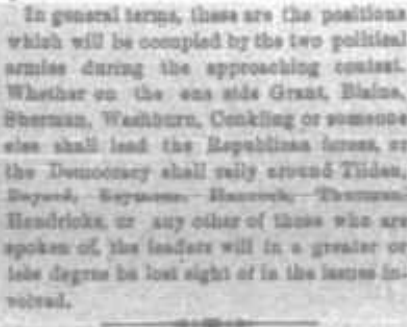 In general terms, these are the positions
which will be occupied by the two political
armies during the approaching contest.
Whether on the one side Grant, Blaine,
Sherman, Washburn, Conkling or someone
else shall lead the Republican forces, or
the Democracy shall rally around Tilden,
Bayard, Seymour, Hancock, Thurman,
Hendricks, or any other of those who are
spoken of, the leaders will in a greater or
less degree be lost sight of in the issues in-
volved.